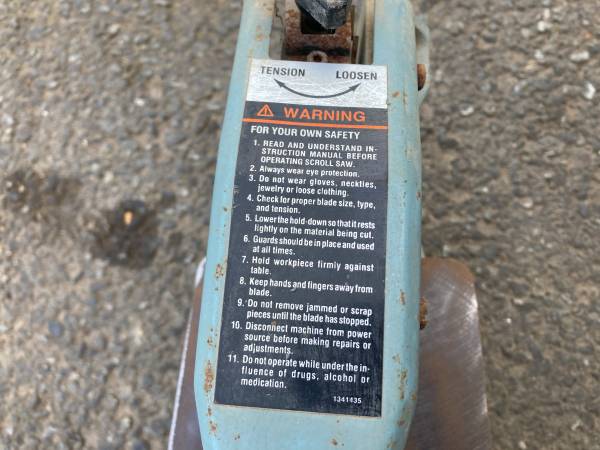 TENSION LOOSEN
WARNING
FOR YOUR OWN SAFETY
1. READ AND UNDERSTAND IN-
STRUCTION MANUAL BEFORE
OPERATING SCROLL SAW.
2. Always wear eye protection.
3. Do not wear gloves, neckties,
jewelry or loose clothing.
4. Check for proper blade size, type,
and tension.
5. Lower the hold-down so that it rests
lightly on the material being cut.
6. Guards should be in place and used
at all times.
7. Hold workpiece firmly against
table.
8. Keep hands and fingers away from
blade.
9. Do not remove jammed or scrap
pieces until the blade has stopped.
10. Disconnect machine from power
source before making repairs or
adjustments.
11. Do not operate while under the in-
fluence of drugs, alcohol or
medication.
1341435